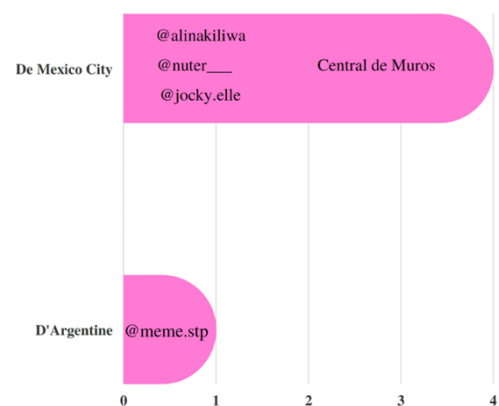 @alinakiliwa
De Mexico City @nuter___ Central de Muros
@jocky.elle
D'Argentine @meme.stp
0 1 2 3 4